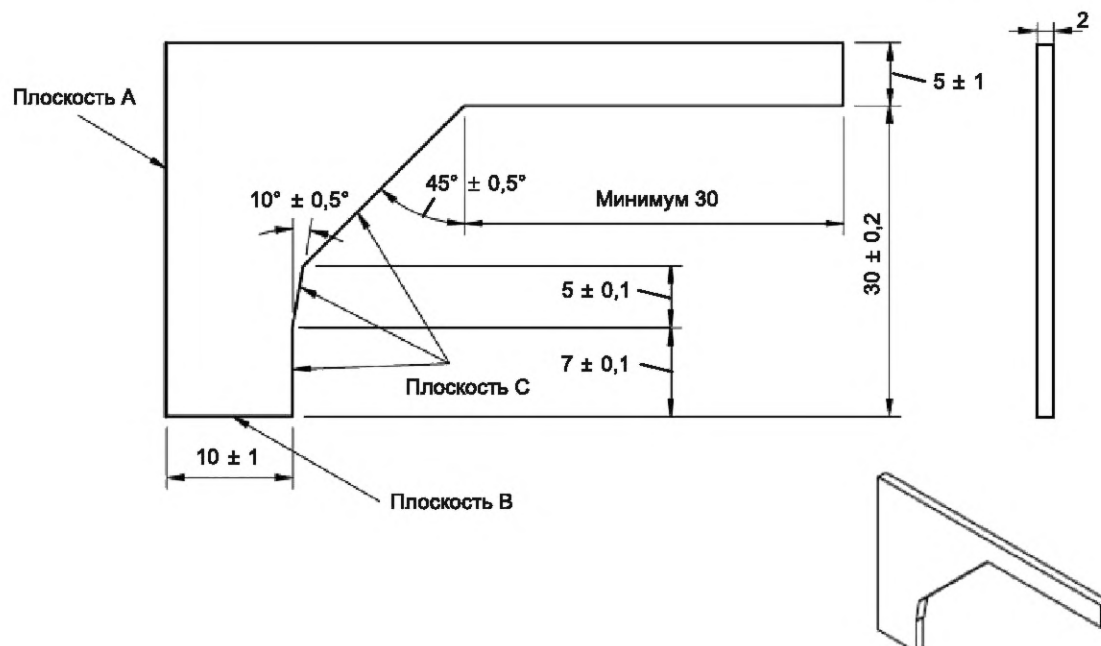 2
5 ± 1
Плоскость А
10° ± 0,5°
45° ± 0,5°
Минимум 30
30 ± 0,2
5 ± 0,1
7 ± 0,1
Плоскость С
10 ± 1
Плоскость В